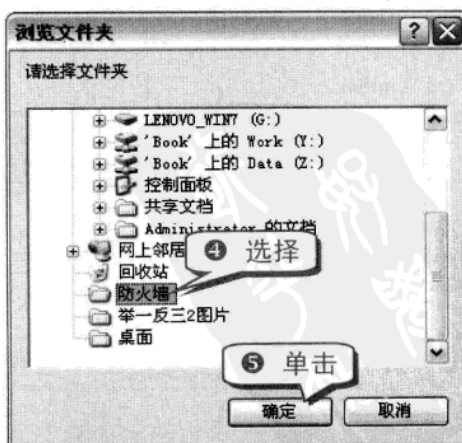 浏览文件夹
请选择文件夹
LENOVO_WIN7 (G:)
'Book' 上的 Work (Y:)
'Book' 上的 Data (Z:)
控制面板
共享文档
Administrator 的文档
网上邻居
❹ 选择
回收站
防火墙
举一反三2图片
桌面
❺ 单击
确定
取消